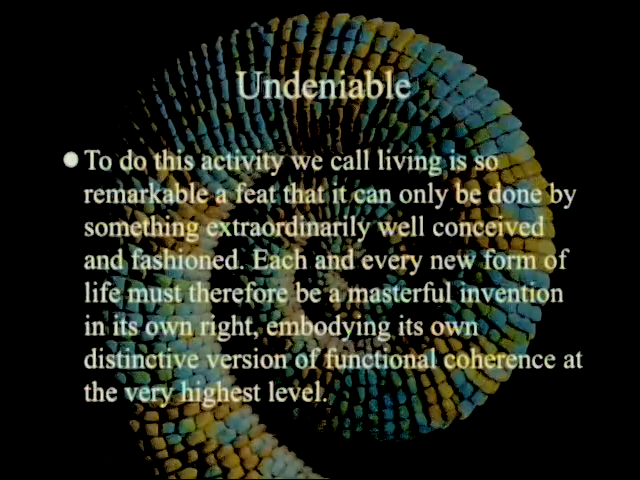 Undeniable
To do this activity we call living is so
remarkable a feat that it can only be done by
something extraordinarily well conceived
and fashioned. Each and every new form of
life must therefore be a masterful invention
in its own right, embodying its own
distinctive version of functional coherence at
the very highest level.